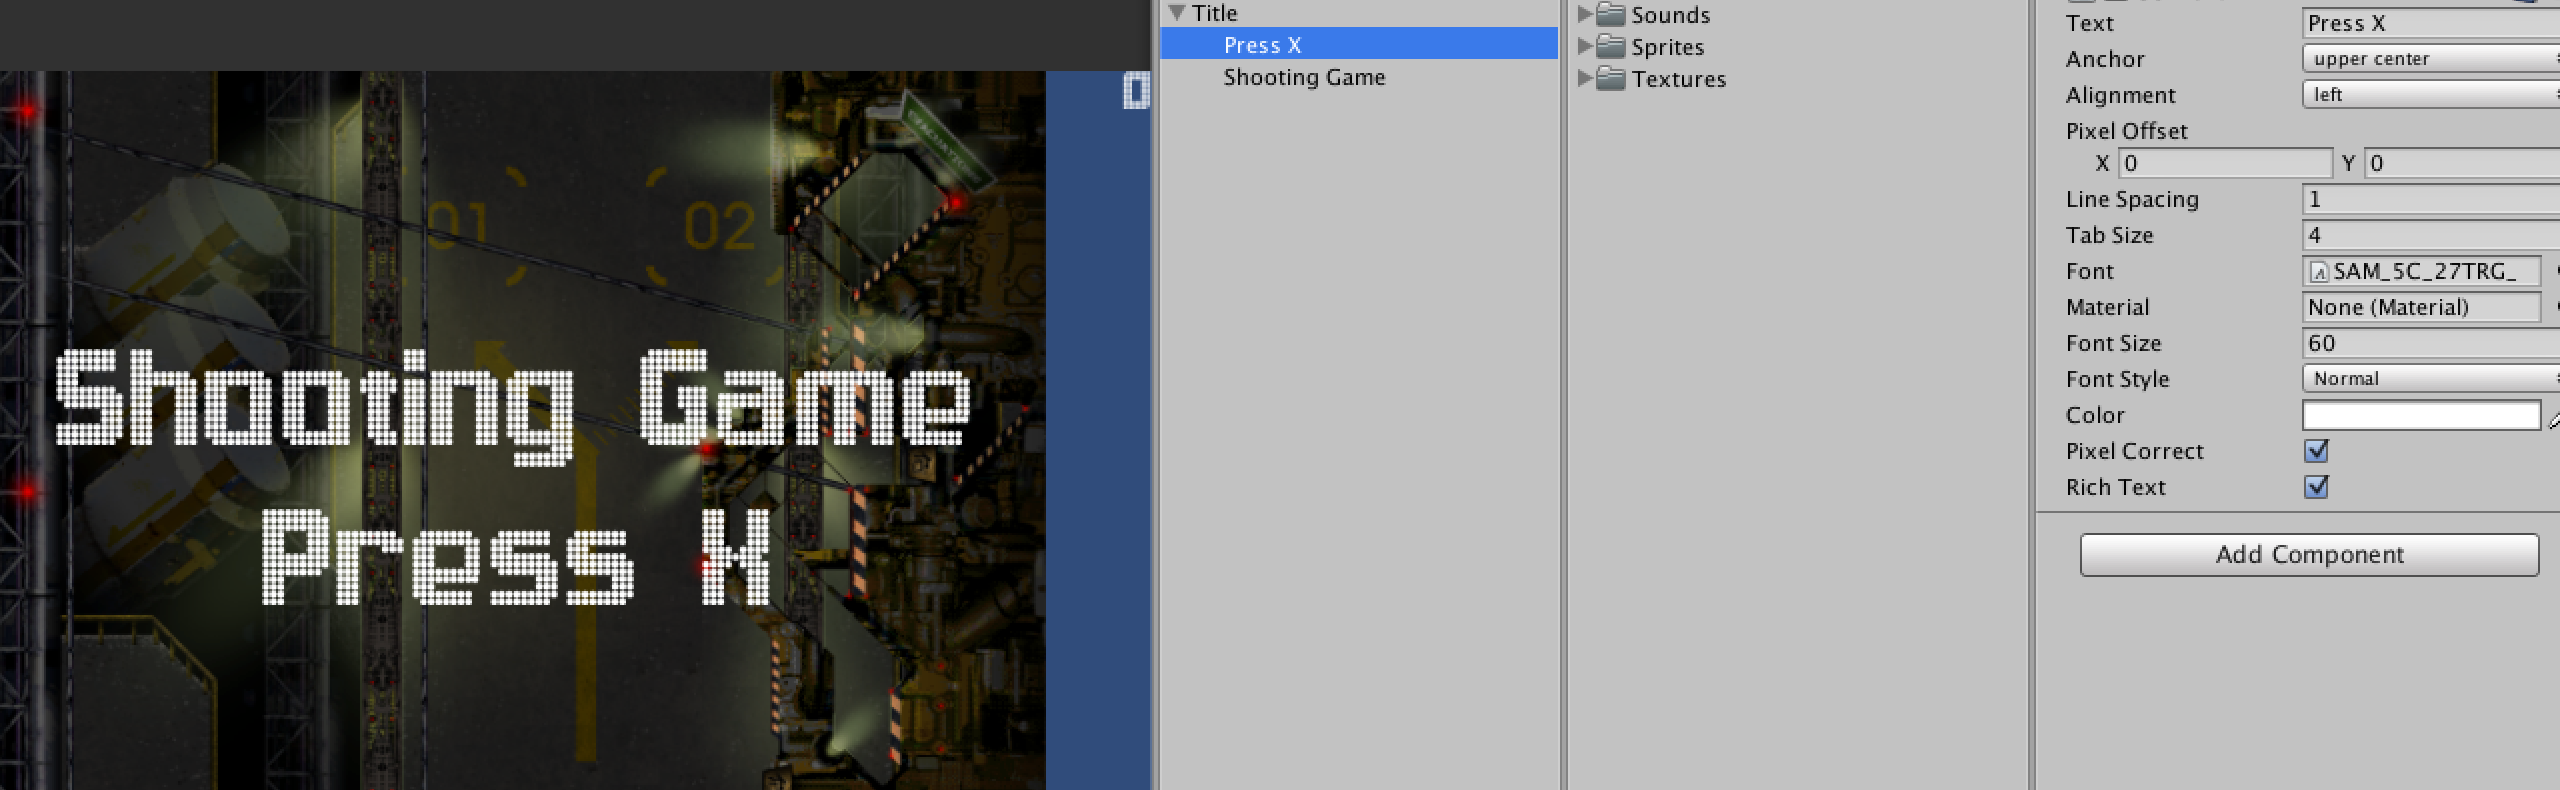 01
02
Shooting Game
Press X
0
Title
Press X
Shooting Game
Sounds
Sprites
Textures
Text Press X
Anchor upper center
Alignment left
Pixel Offset
X 0 Y 0
Line Spacing 1
Tab Size 4
Font SAM_5C_27TRG_
Material None (Material)
Font Size 60
Font Style Normal
Color
Pixel Correct
Rich Text
Add Component